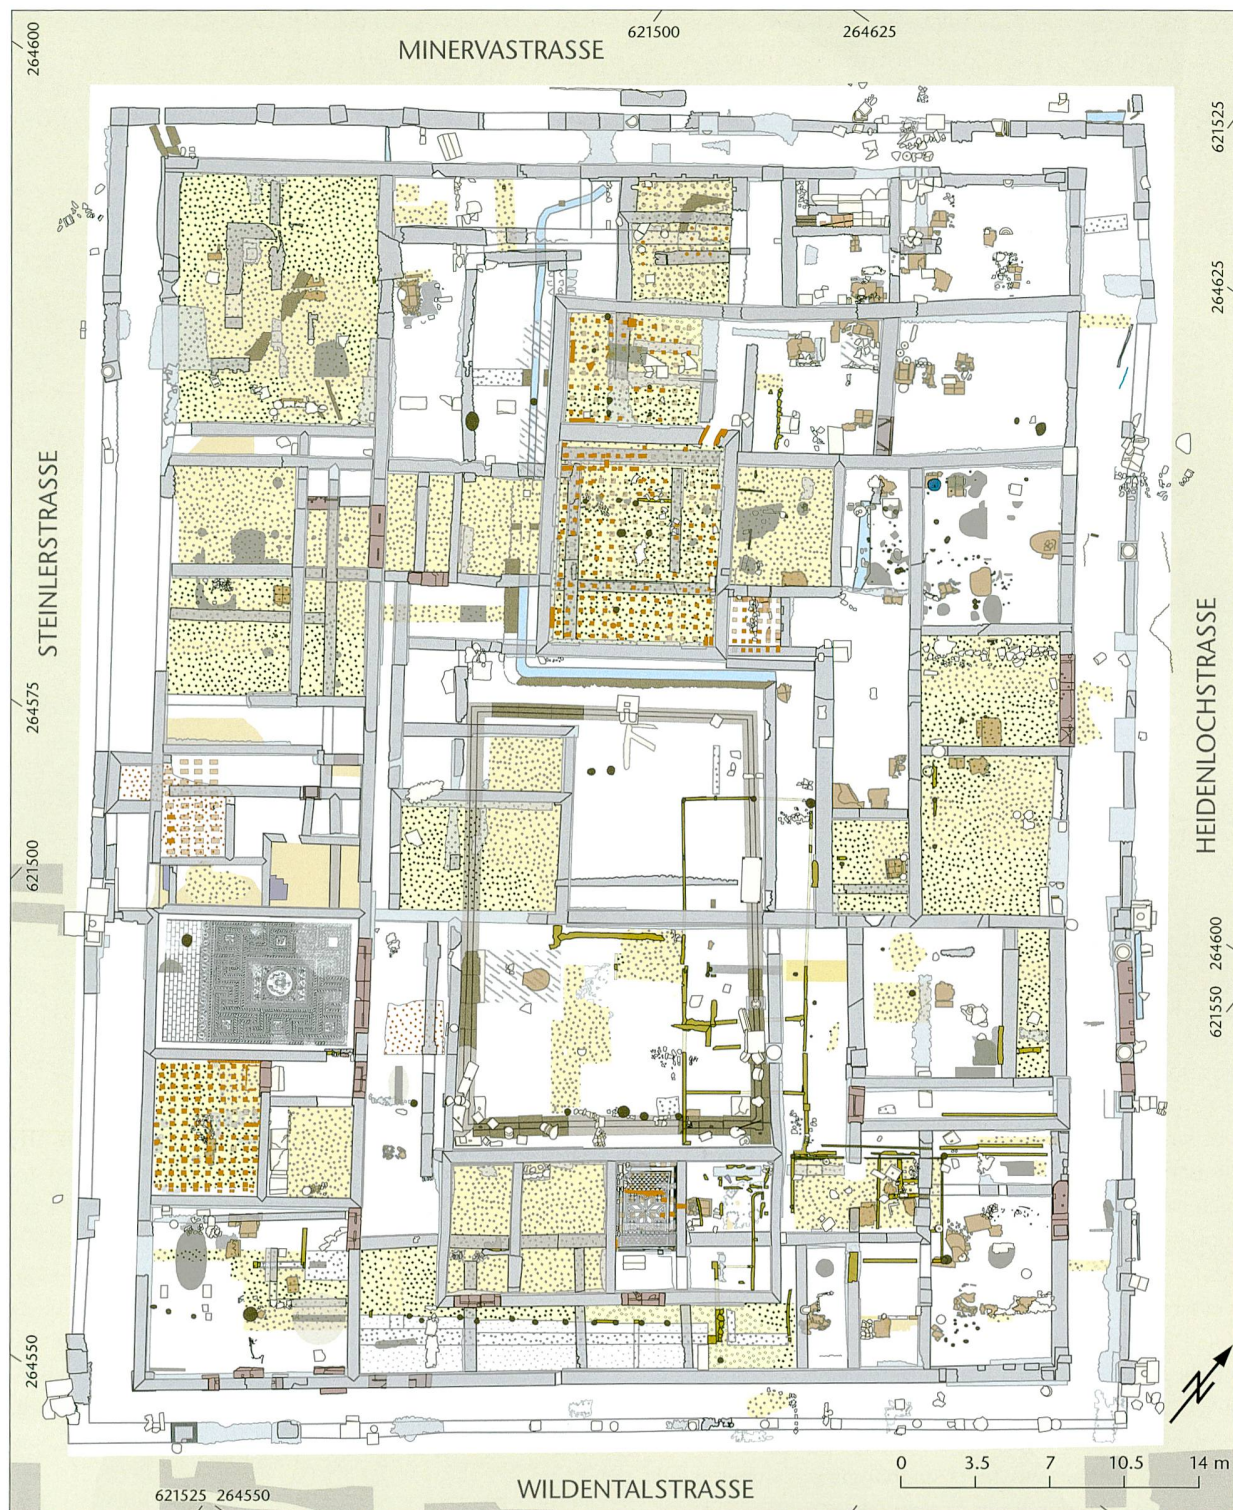 621500
264625
264600
MINERVASTRASSE
621525
264625
STEINLERSTRASSE
HEIDENLOCHSTRASSE
264575
621500
264600
621550
264550
N
0 3.5 7 10.5 14 m
WILDENTALSTRASSE
621525 264550